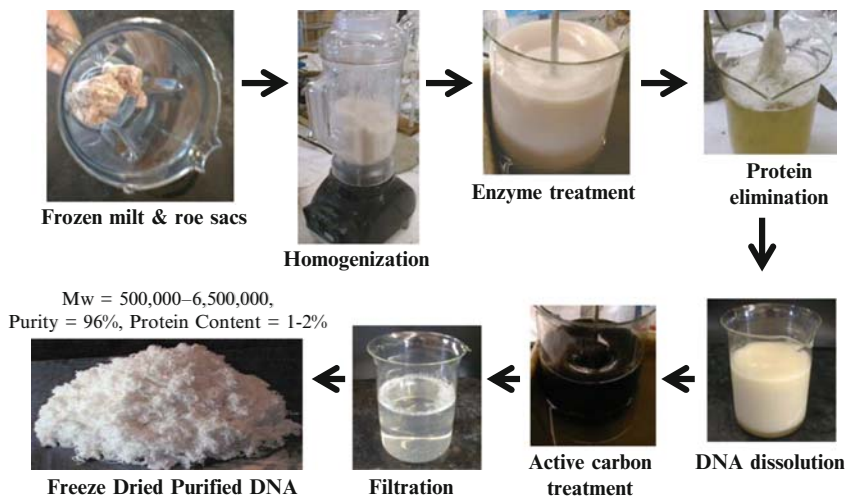 Frozen milt & roe sacs
Homogenization
Enzyme treatment
Protein
elimination
DNA dissolution
Active carbon
treatment
Filtration
Mw = 500,000–6,500,000,
Purity = 96%, Protein Content = 1-2%
Freeze Dried Purified DNA